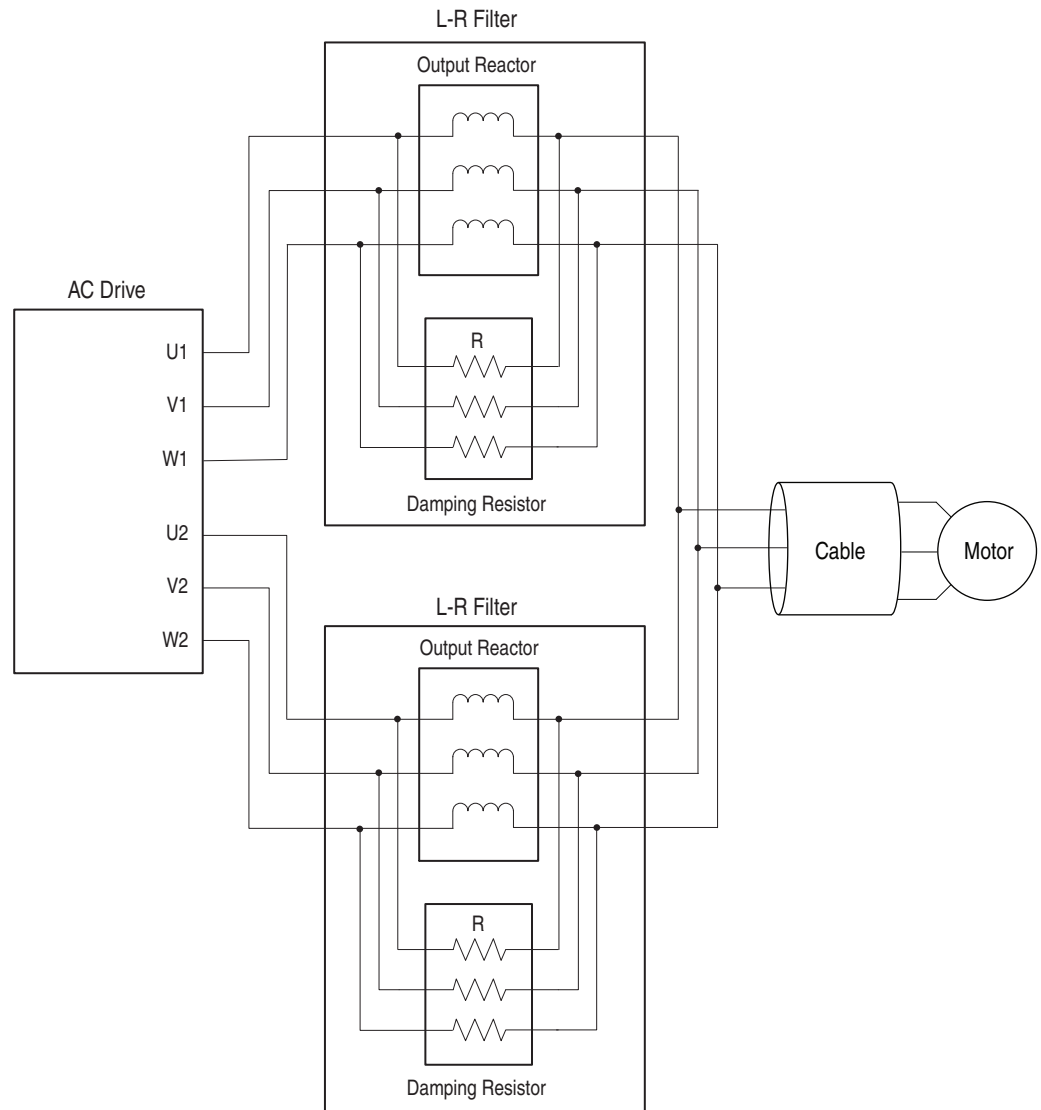 L-R Filter
Output Reactor
R
Damping Resistor
AC Drive
U1
V1
W1
U2
V2
W2
Cable
Motor
L-R Filter
Output Reactor
R
Damping Resistor